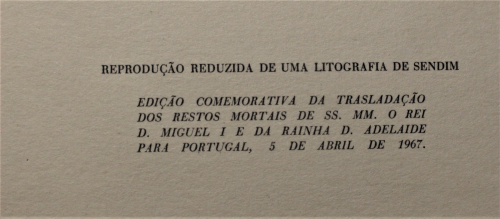 REPRODUÇÃO REDUZIDA DE UMA LITOGRAFIA DE SENDIM
EDIÇÃO COMEMORATIVA DA TRASLADAÇÃO
DOS RESTOS MORTAIS DE SS. MM. O REI
D. MIGUEL I E DA RAINHA D. ADELAIDE
PARA PORTUGAL, 5 DE ABRIL DE 1967.